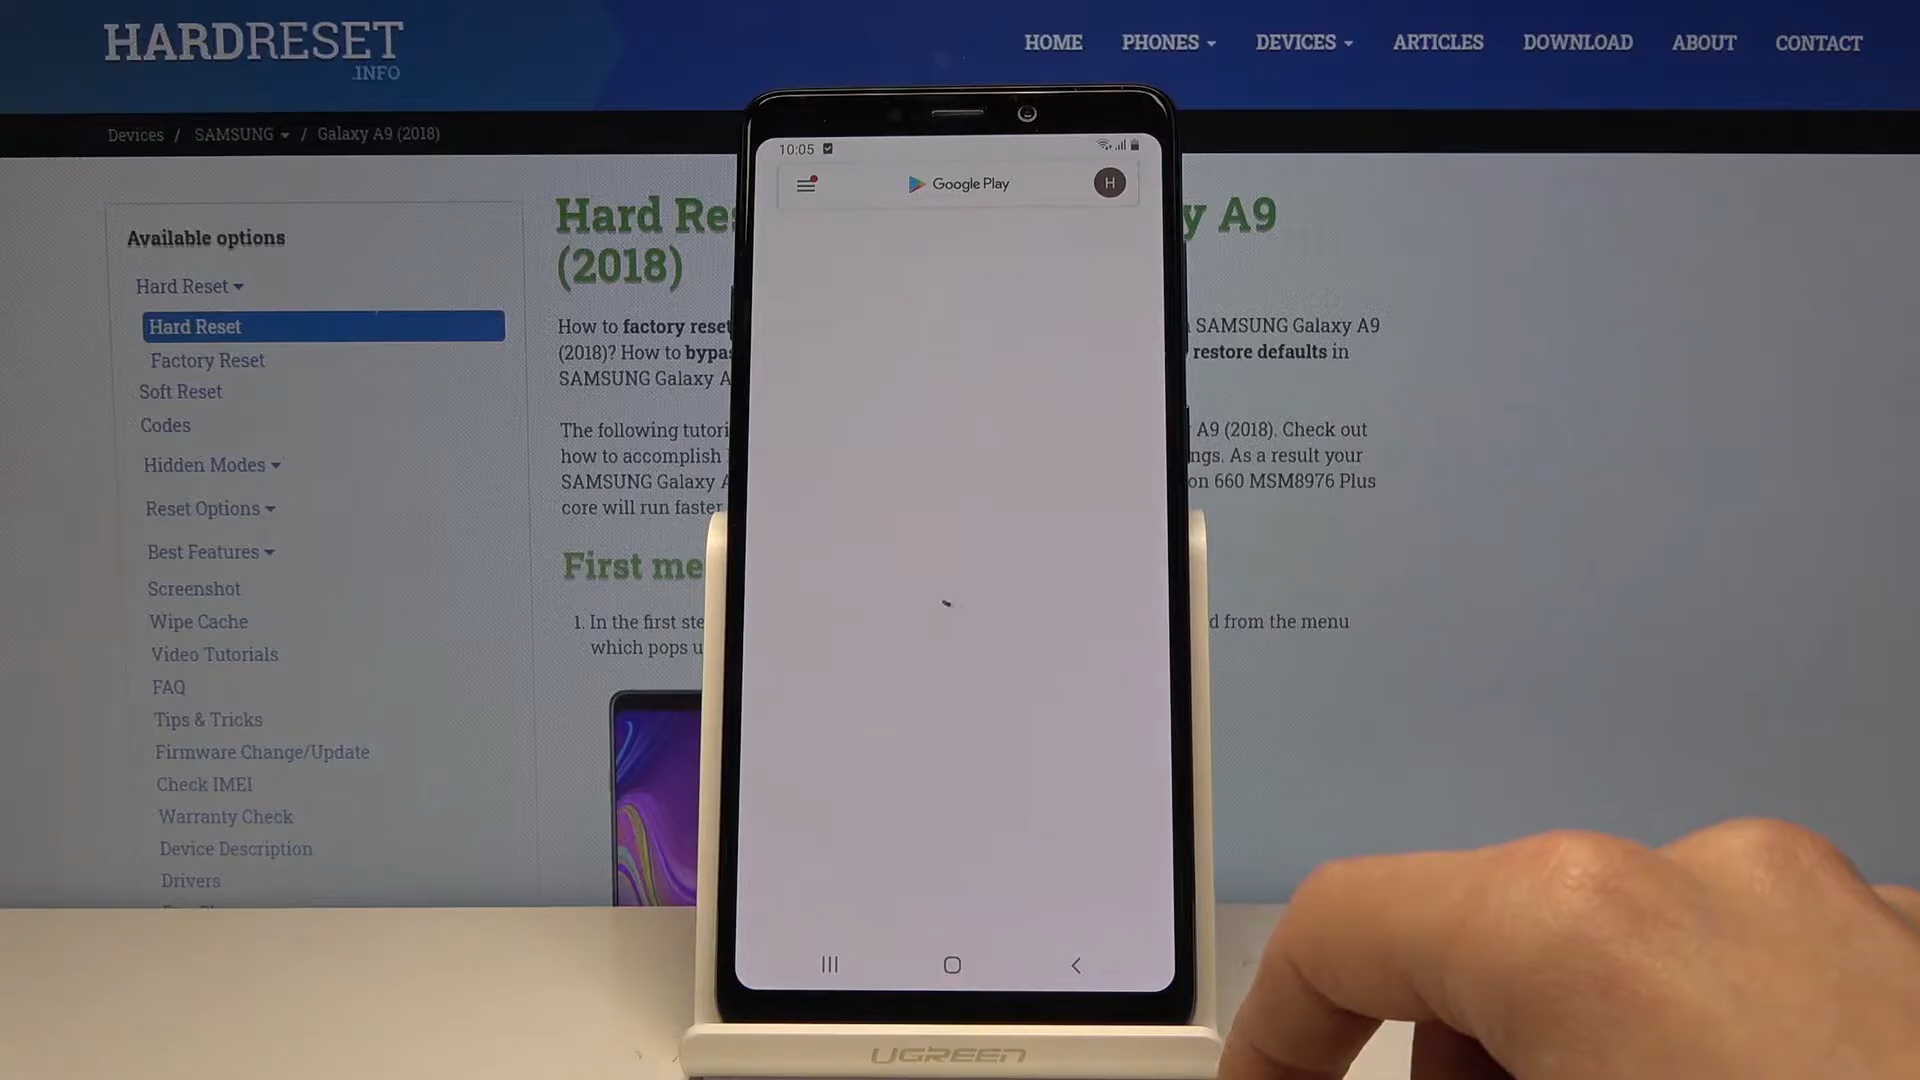 HARDRESET
.INFO
HOME PHONES DEVICES ARTICLES DOWNLOAD ABOUT CONTACT
Devices / SAMSUNG / Galaxy A9 (2018)
Available options
Hard Reset
Hard Reset
Factory Reset
Soft Reset
Codes
Hidden Modes
Reset Options
Best Features
Screenshot
Wipe Cache
Video Tutorials
FAQ
Tips & Tricks
Firmware Change/Update
Check IMEI
Warranty Check
Device Description
Drivers
Hard Res y A9
(2018)
How to factory reset SAMSUNG Galaxy A9
(2018)? How to bypas restore defaults in
SAMSUNG Galaxy A
The following tutori A9 (2018). Check out
how to accomplish ngs. As a result your
SAMSUNG Galaxy A on 660 MSM8976 Plus
core will run faster
First me
1. In the first ste d from the menu
which pops u
10:05
Google Play
H
UGREEN